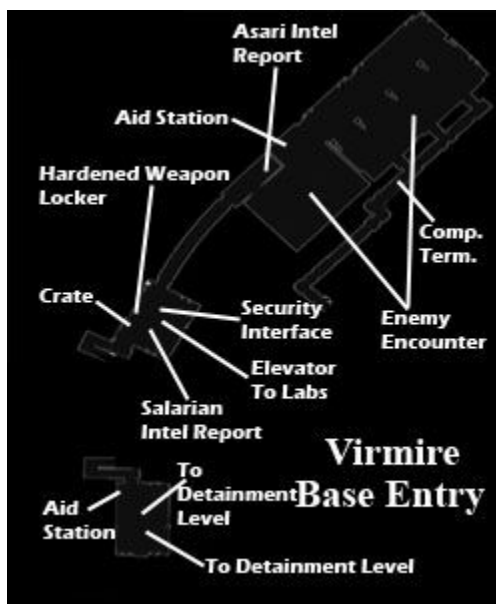 Asari Intel
Report
Aid Station
Hardened Weapon
Locker
Comp.
Term.
Crate
Security
Interface
Enemy
Encounter
Elevator
To Labs
Salarian
Intel Report
Virmire
Base Entry
To
Detainment
Level
Aid
Station
To Detainment Level